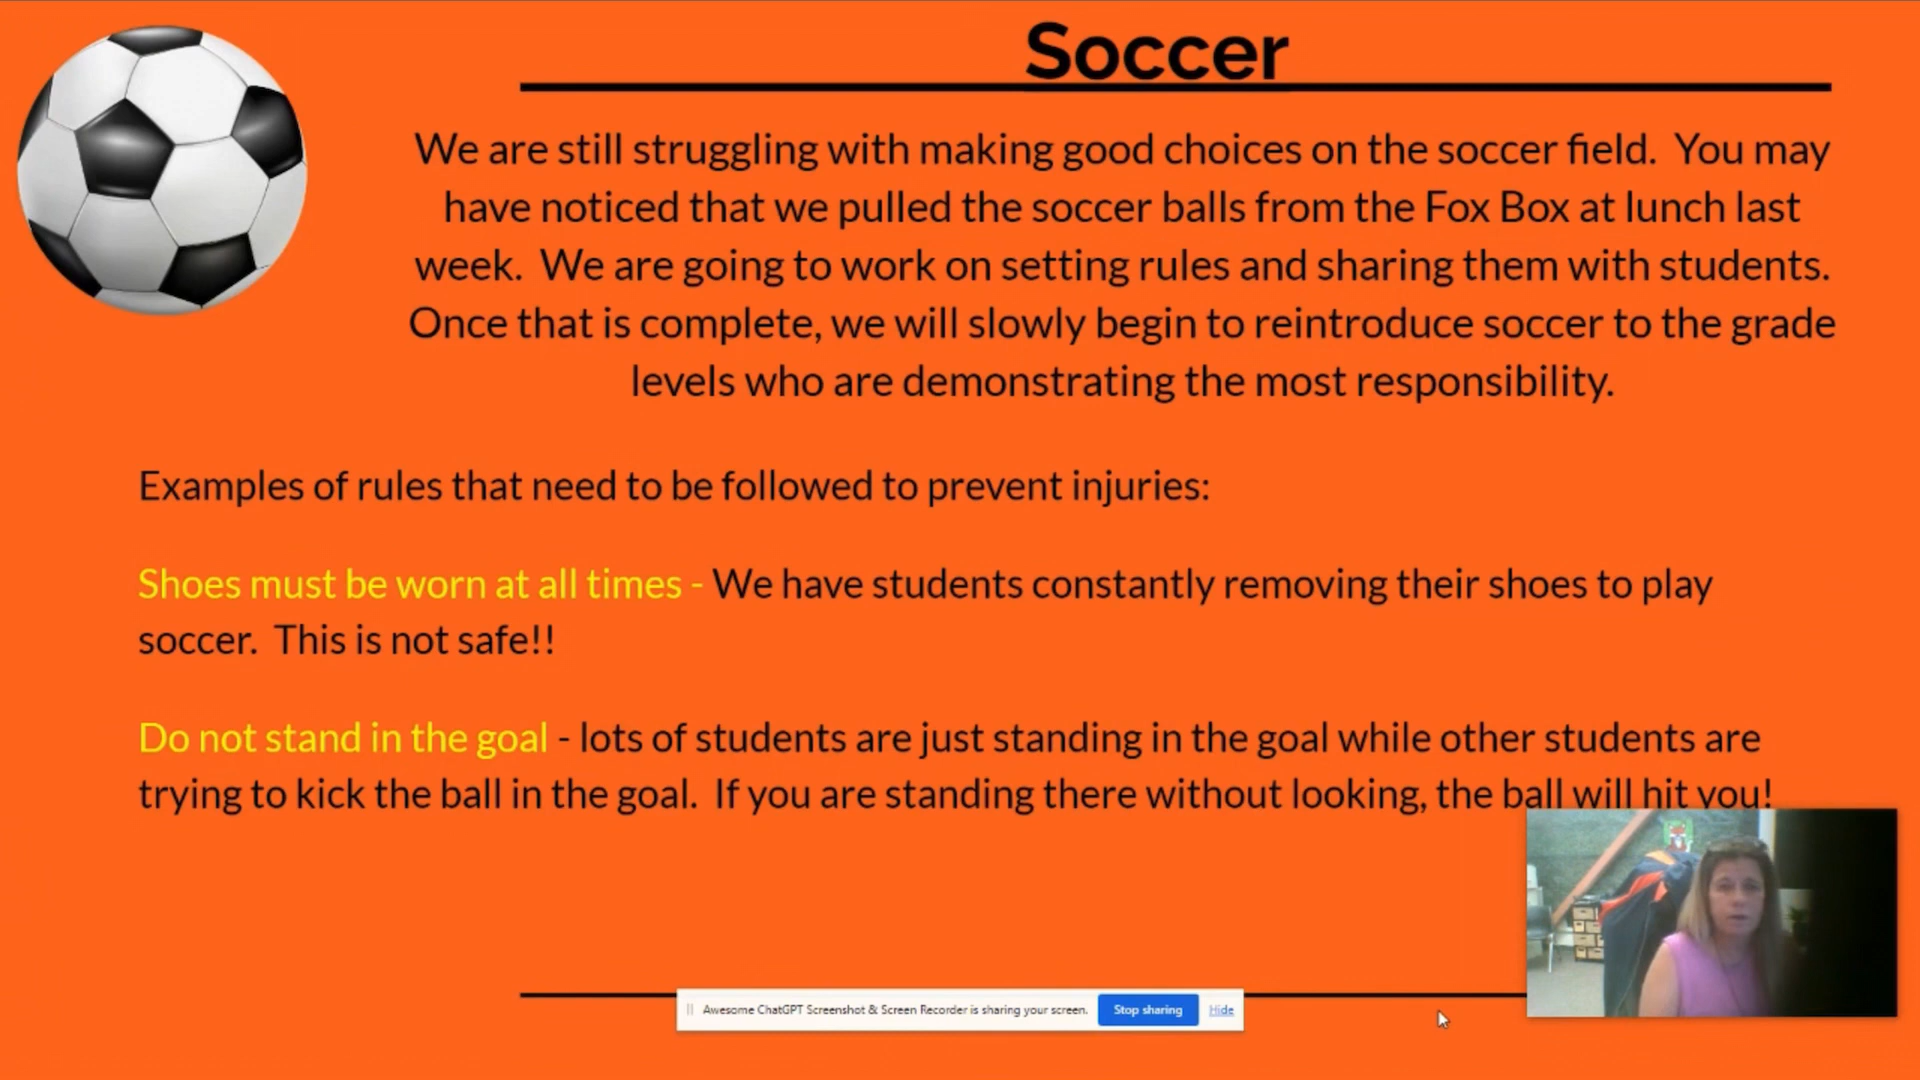 Soccer
We are still struggling with making good choices on the soccer field.  You may
have noticed that we pulled the soccer balls from the Fox Box at lunch last
week.  We are going to work on setting rules and sharing them with students.
Once that is complete, we will slowly begin to reintroduce soccer to the grade
levels who are demonstrating the most responsibility.
Examples of rules that need to be followed to prevent injuries:
Shoes must be worn at all times - We have students constantly removing their shoes to play
soccer.  This is not safe!!
Do not stand in the goal - lots of students are just standing in the goal while other students are
trying to kick the ball in the goal.  If you are standing there without looking, the ball will hit you!
Awesome ChatGPT Screenshot & Screen Recorder is sharing your screen. Stop sharing Hide